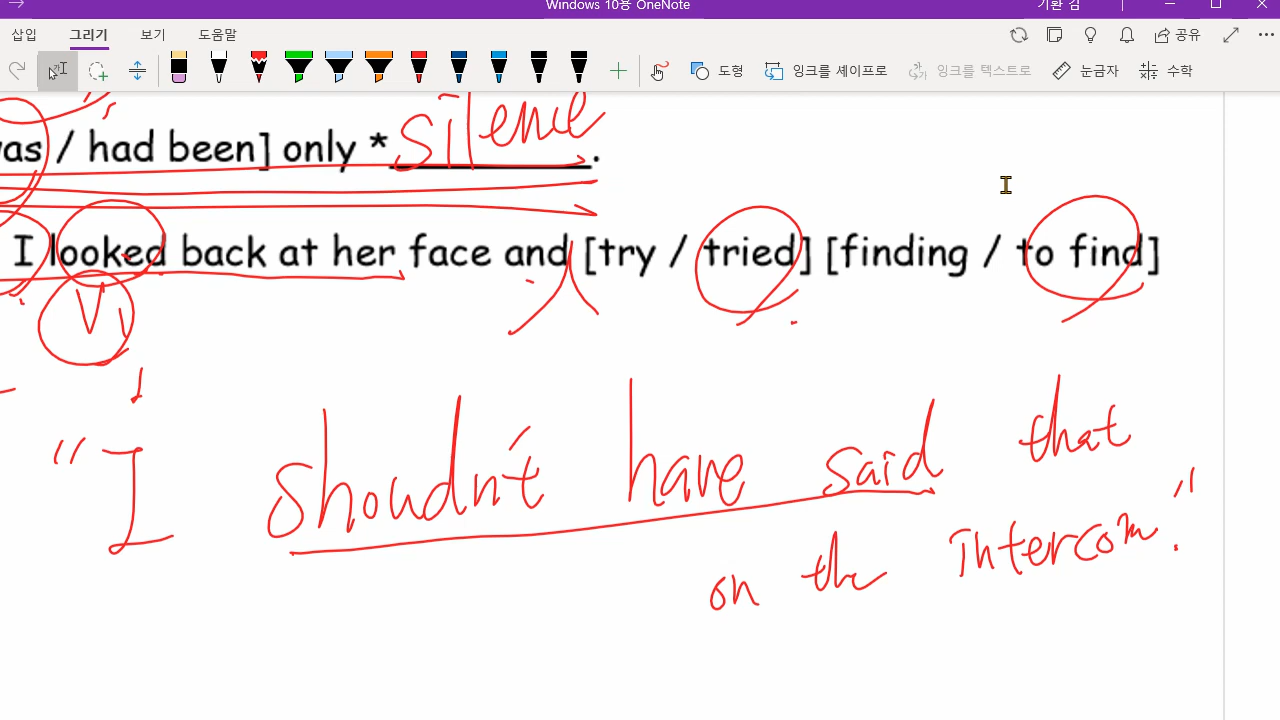 Windows 10용 OneNote
기환 김
삽입 그리기 보기 도움말
공유
도형 잉크를 셰이프로 잉크를 텍스트로 눈금자 수학
as / had been] only * silence .
I looked back at her face and [try / tried] [finding / to find]
V1
"I shoudn't have said that
on the Intercom."